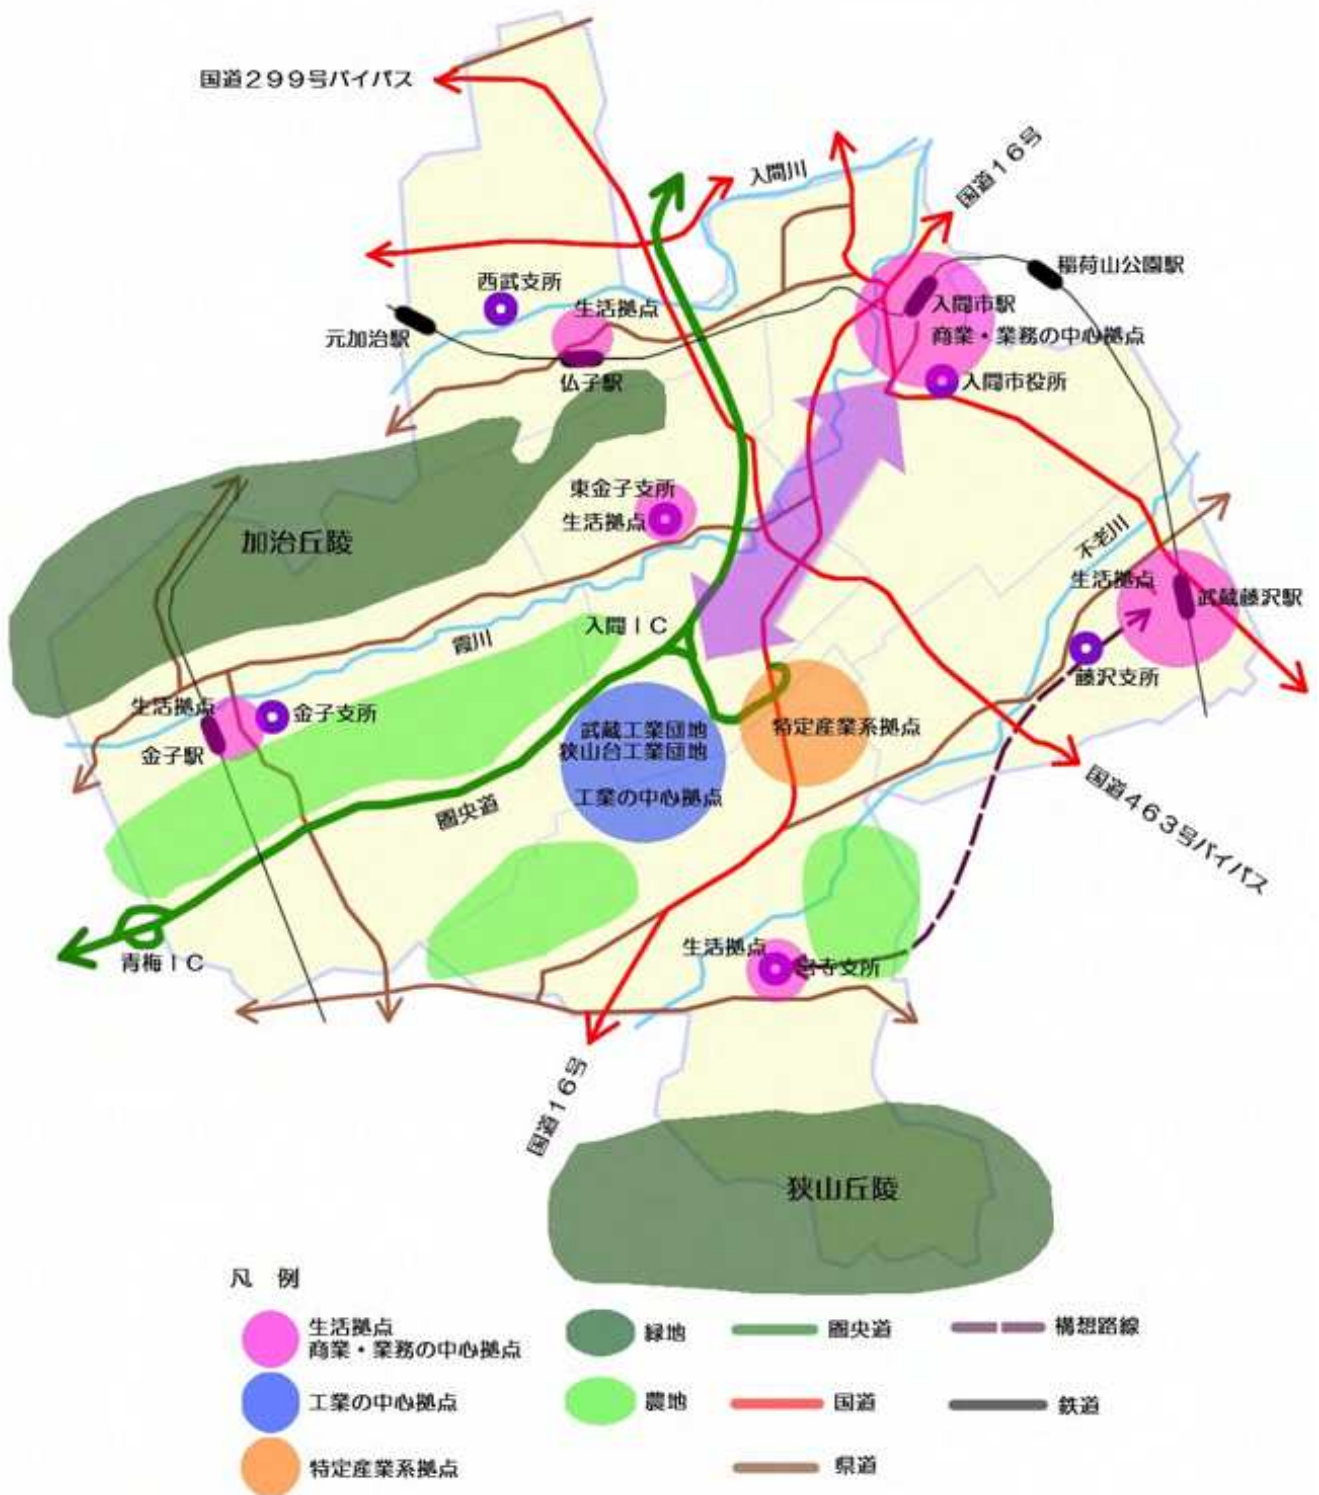 国道299号バイパス
入間川
国道16号
稲荷山公園駅
西武支所
生活拠点
入間市駅
元加治駅
商業・業務の中心拠点
仏子駅
入間市役所
東金子支所
生活拠点
加治丘陵
不老川
生活拠点
武蔵藤沢駅
入間IC
霞川
藤沢支所
生活拠点
金子支所
金子駅
武蔵工業団地
狭山台工業団地
特定産業系拠点
工業の中心拠点
圏央道
国道463号バイパス
生活拠点
宮寺支所
青梅IC
国道16号
狭山丘陵
凡 例
生活拠点
商業・業務の中心拠点
緑地
圏央道
構想路線
工業の中心拠点
農地
国道
鉄道
特定産業系拠点
県道